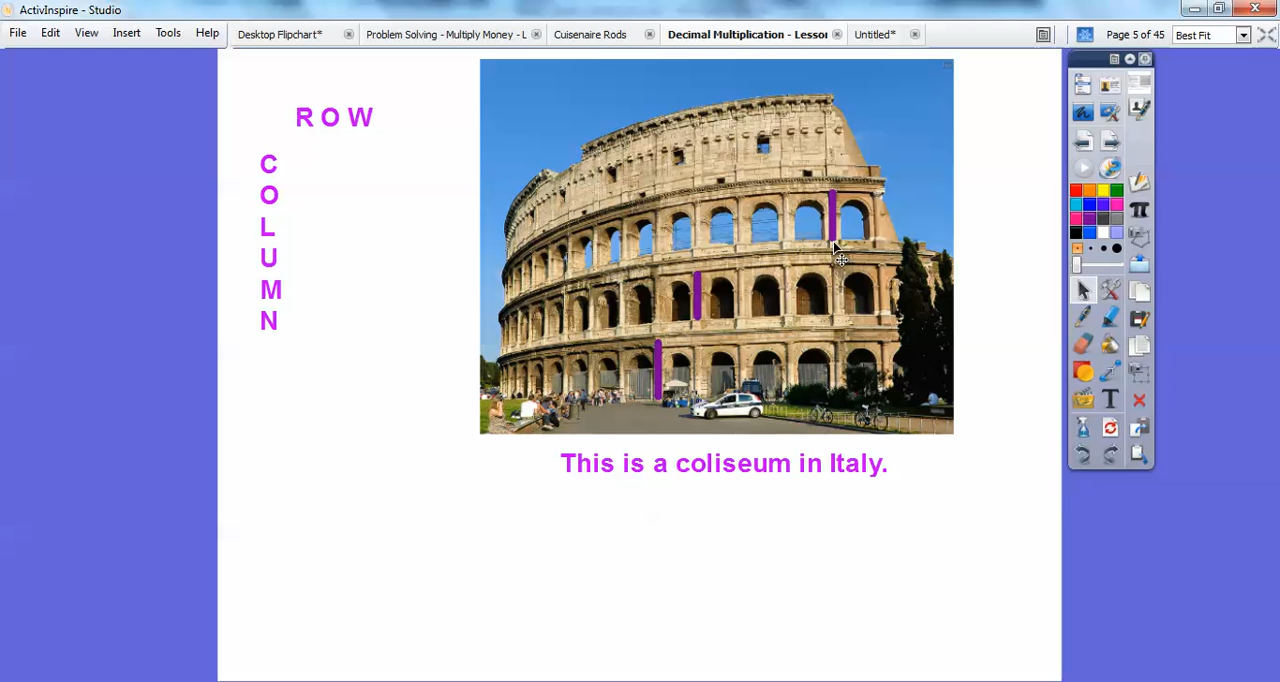 ActivInspire - Studio
File Edit View Insert Tools Help
Desktop Flipchart* Problem Solving - Multiply Money - L Cuisenaire Rods Decimal Multiplication - Lesson Untitled* Page 5 of 45 Best Fit
R O W
C
O
L
U
M
N
This is a coliseum in Italy.